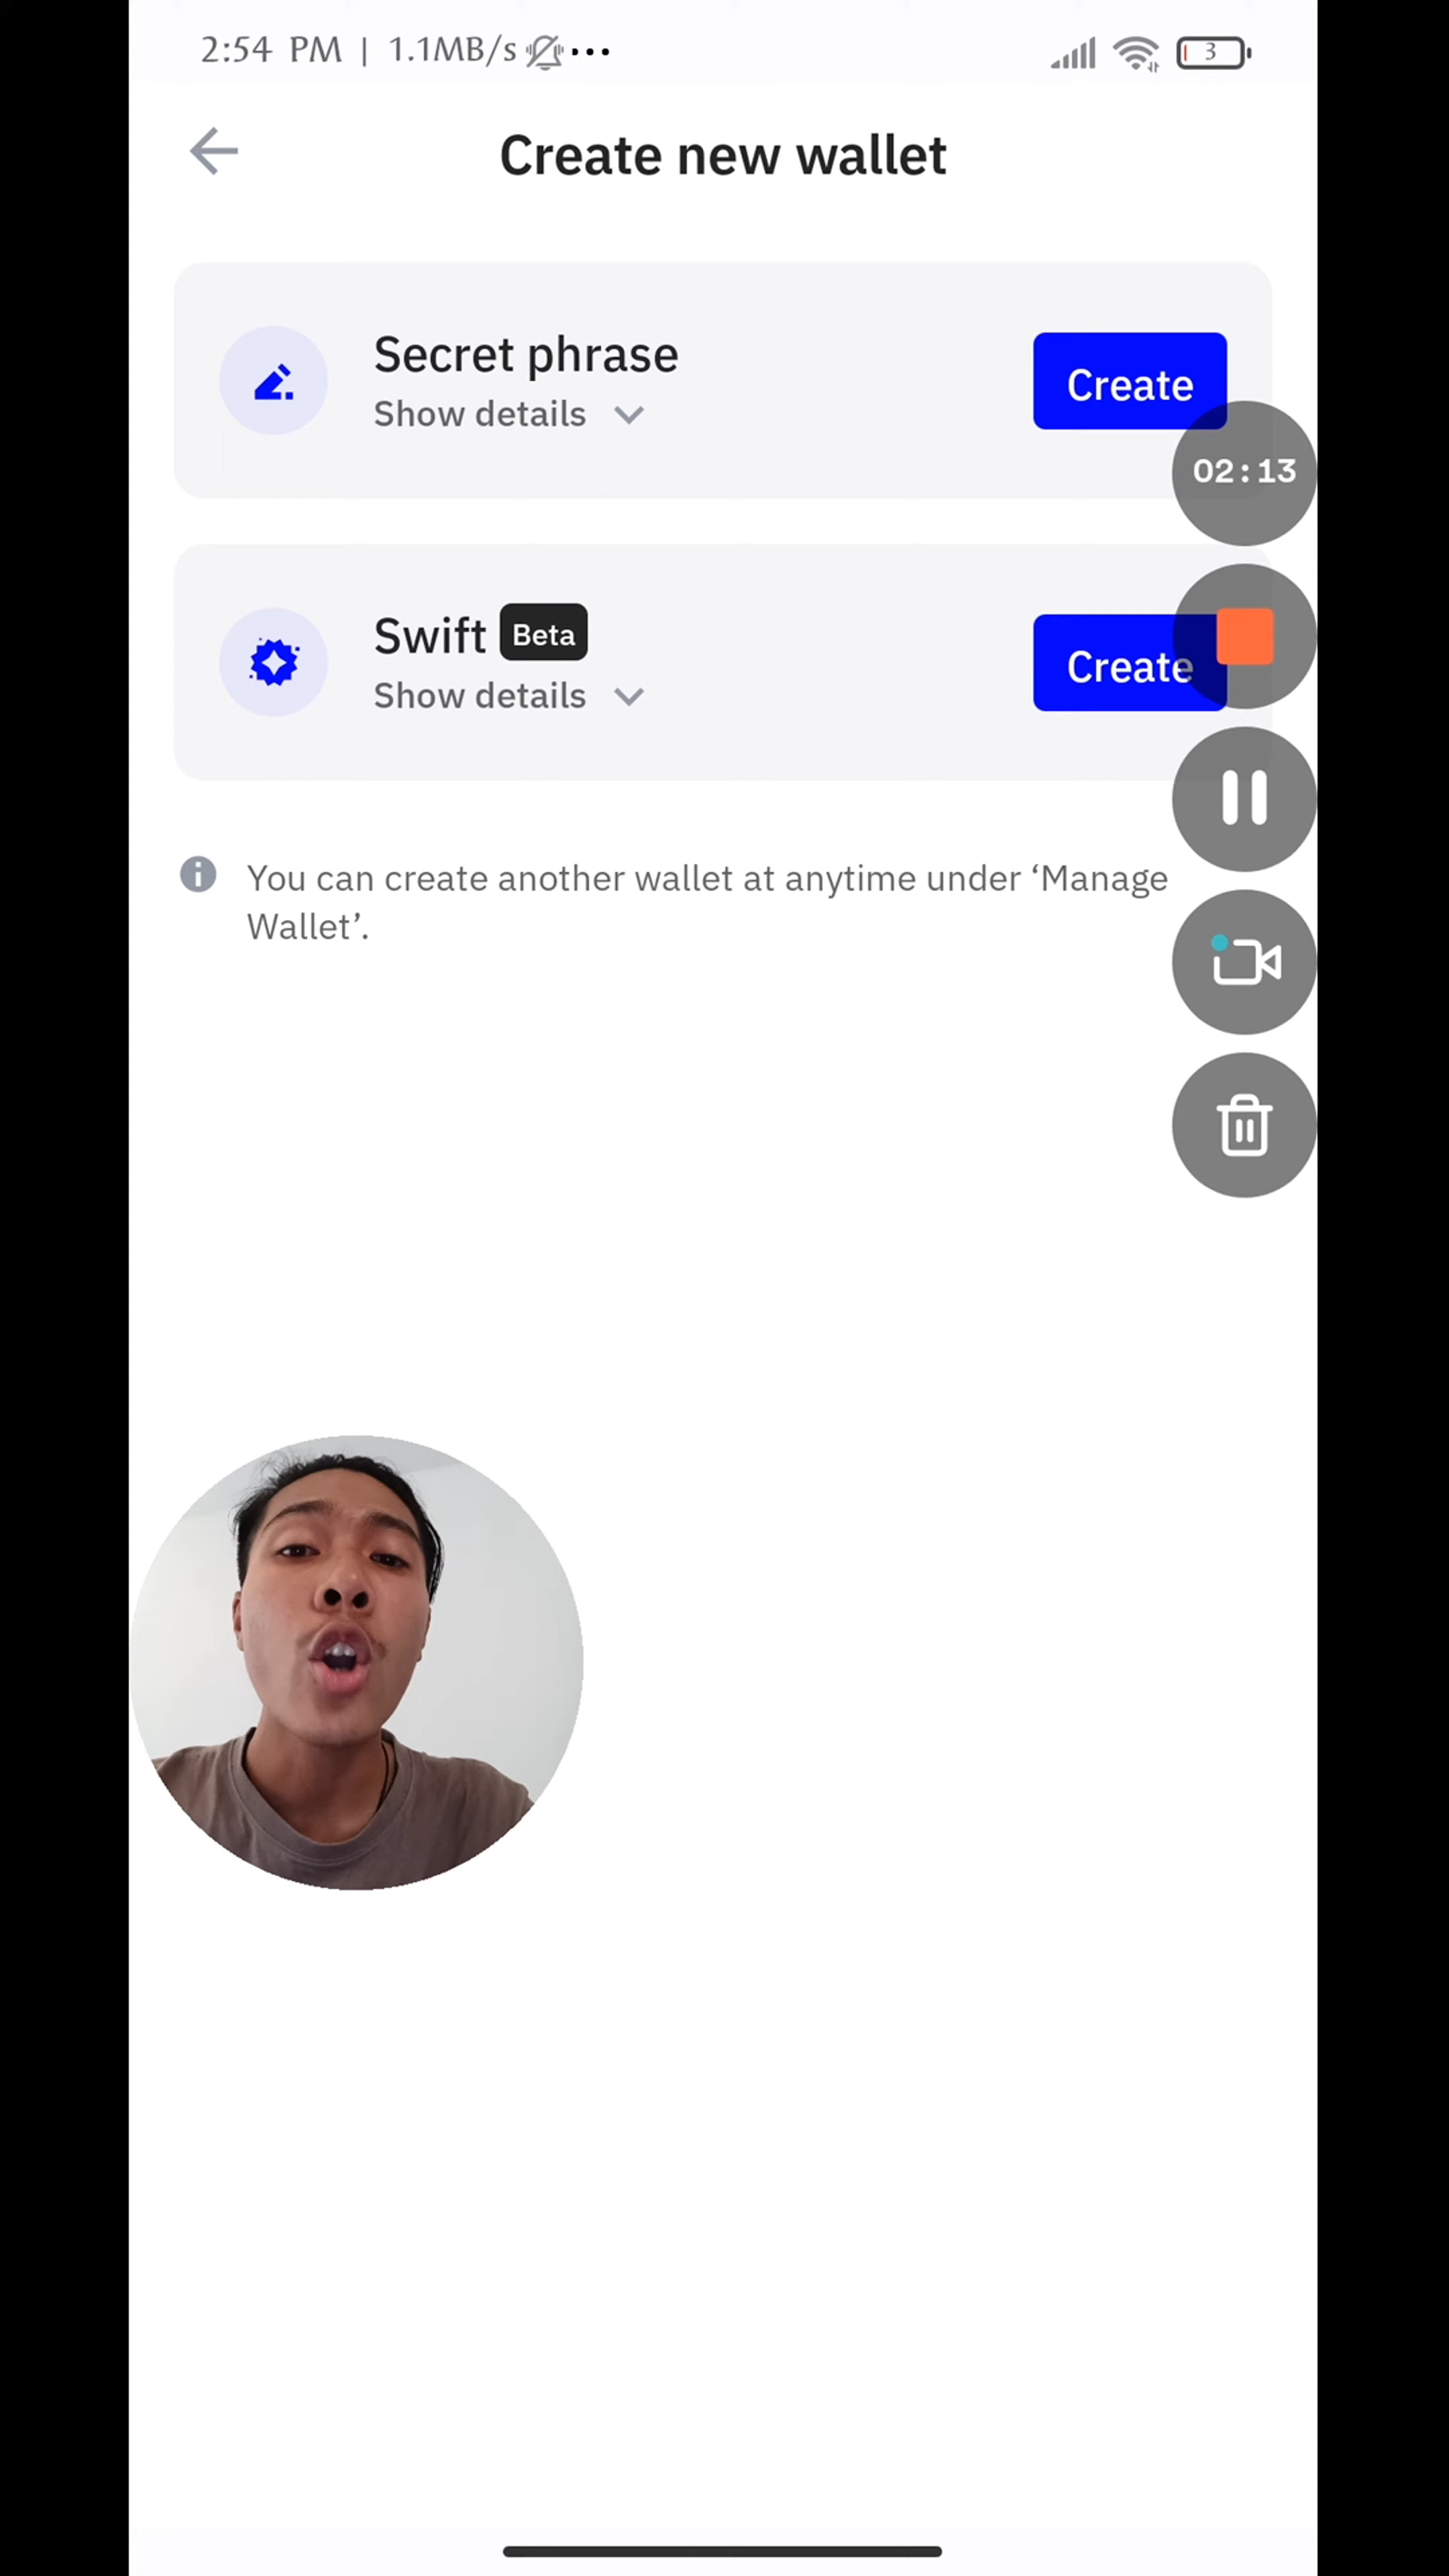 2:54 PM | 1.1MB/s ... 3
Create new wallet
Secret phrase
Show details
Create
02:13
Swift Beta
Show details
Create
You can create another wallet at anytime under ‘Manage
Wallet’.